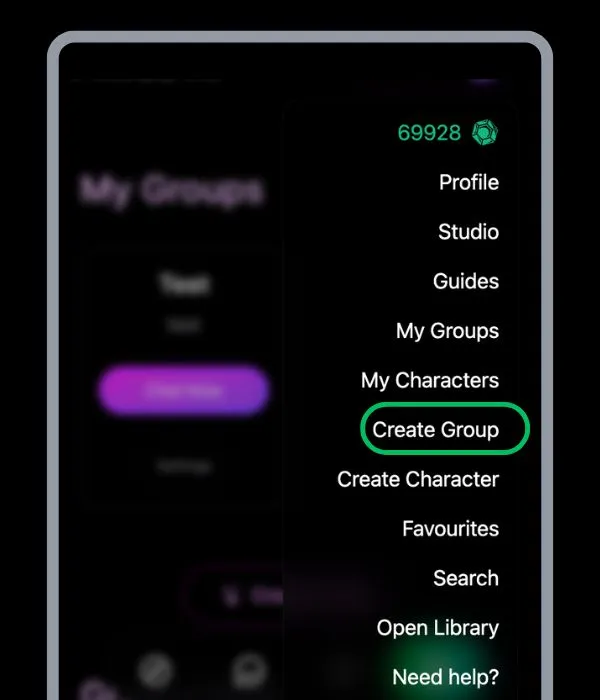 69928
Profile
Studio
Guides
My Groups
My Groups
Test
My Characters
Create Group
Create Character
Favourites
Search
Open Library
Need help?